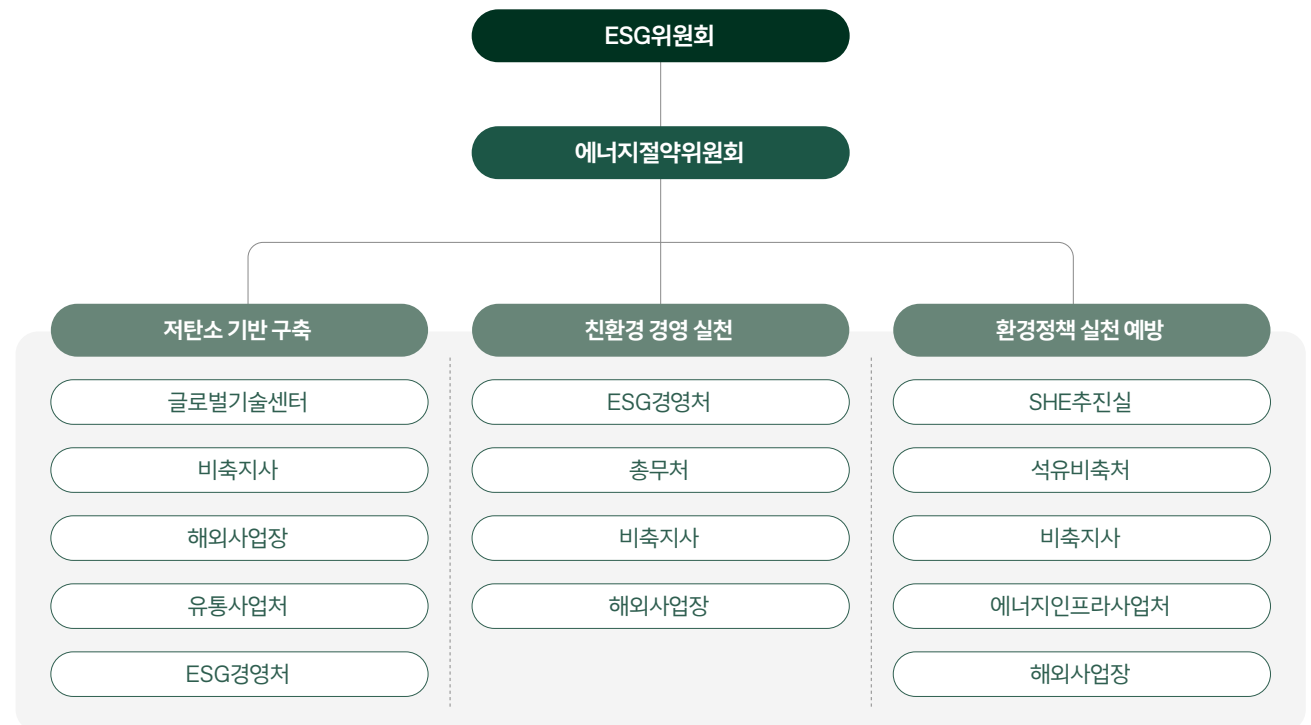 ESG위원회
에너지절약위원회
저탄소 기반 구축
글로벌기술센터
비축지사
해외사업장
유통사업처
ESG경영처
친환경 경영 실천
ESG경영처
총무처
비축지사
해외사업장
환경정책 실천 예방
SHE추진실
석유비축처
비축지사
에너지인프라사업처
해외사업장